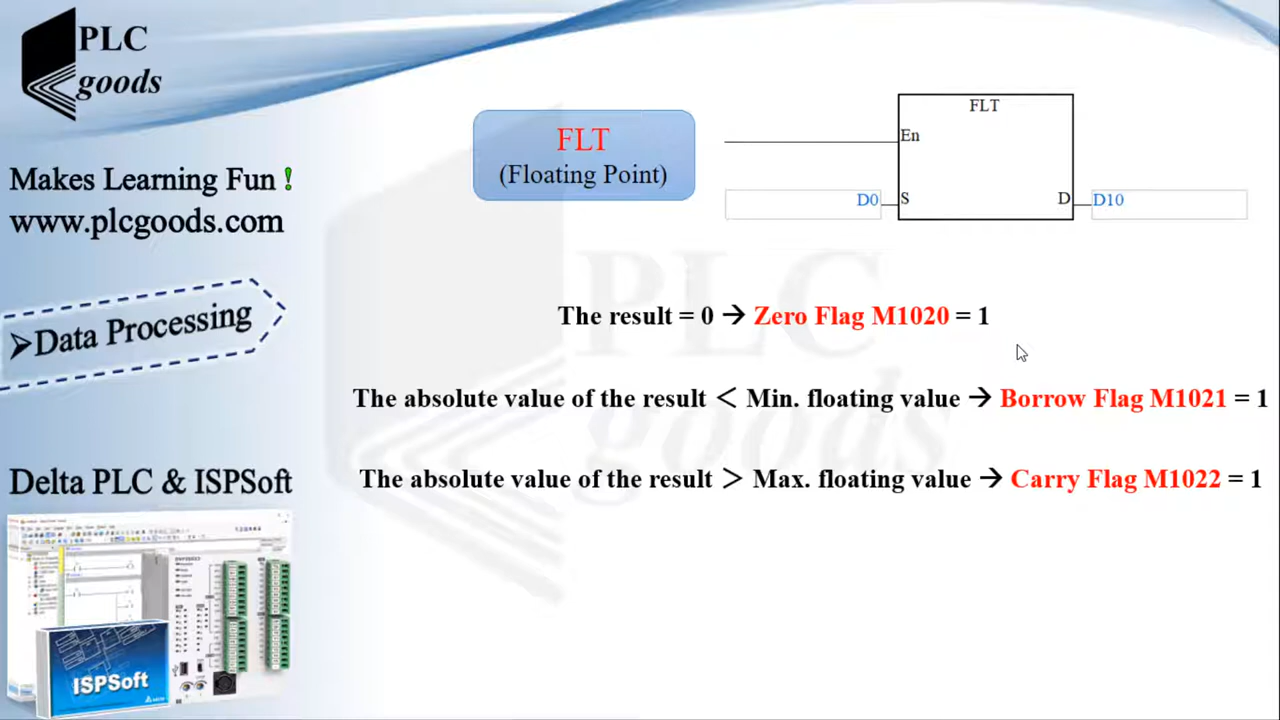 PLC
goods
Makes Learning Fun !
www.plcgoods.com
➢Data Processing
Delta PLC & ISPSoft
ISPSoft
FLT
(Floating Point)
FLT
En
D0 S D D10
The result = 0 → Zero Flag M1020 = 1
The absolute value of the result < Min. floating value → Borrow Flag M1021 = 1
The absolute value of the result > Max. floating value → Carry Flag M1022 = 1
PLC
goods